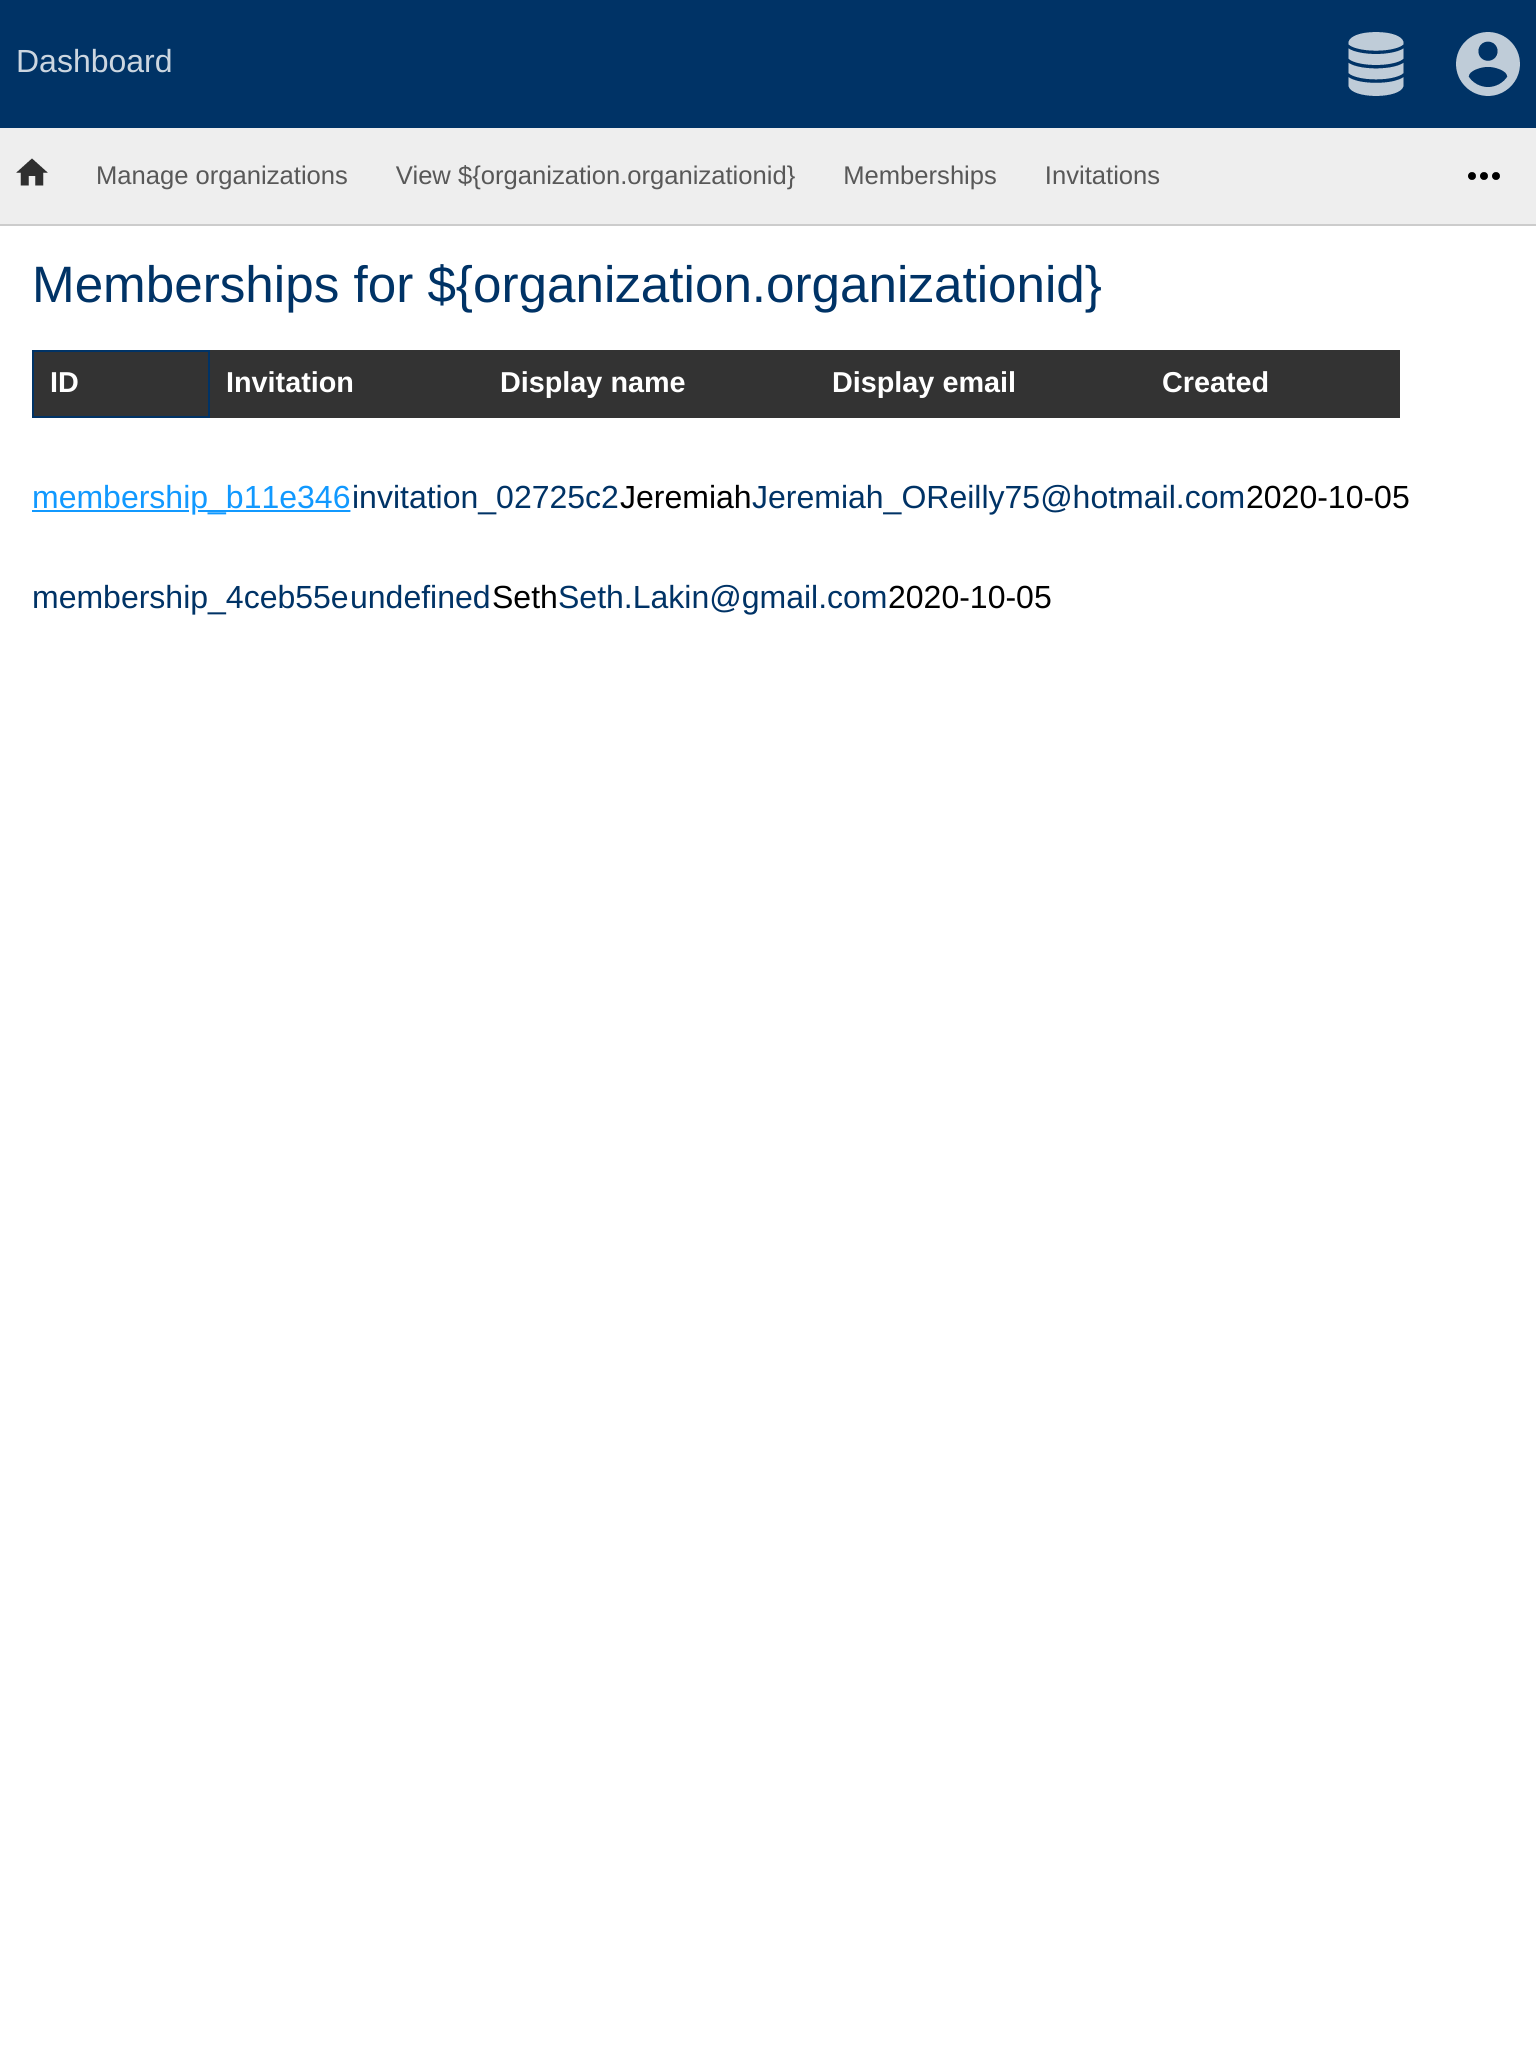 Dashboard
Manage organizations View ${organization.organizationid} Memberships Invitations
Memberships for ${organization.organizationid}
ID Invitation Display name Display email Created
membership_b11e346invitation_02725c2JeremiahJeremiah_OReilly75@hotmail.com2020-10-05
membership_4ceb55eundefinedSethSeth.Lakin@gmail.com2020-10-05